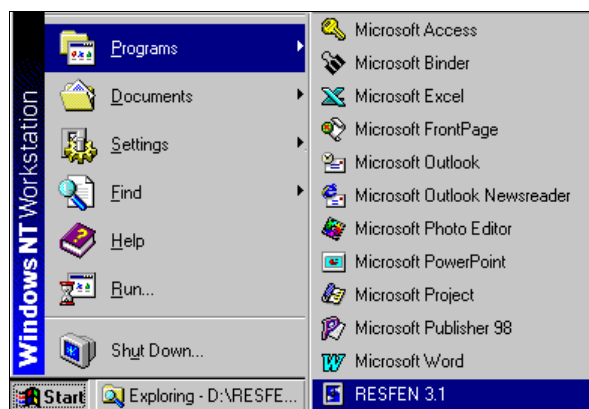 Windows NT Workstation
Programs
Documents
Settings
Find
Help
Run...
Shut Down...
Start
Exploring - D:\RESFE...
Microsoft Access
Microsoft Binder
Microsoft Excel
Microsoft FrontPage
Microsoft Outlook
Microsoft Outlook Newsreader
Microsoft Photo Editor
Microsoft PowerPoint
Microsoft Project
Microsoft Publisher 98
Microsoft Word
RESFEN 3.1